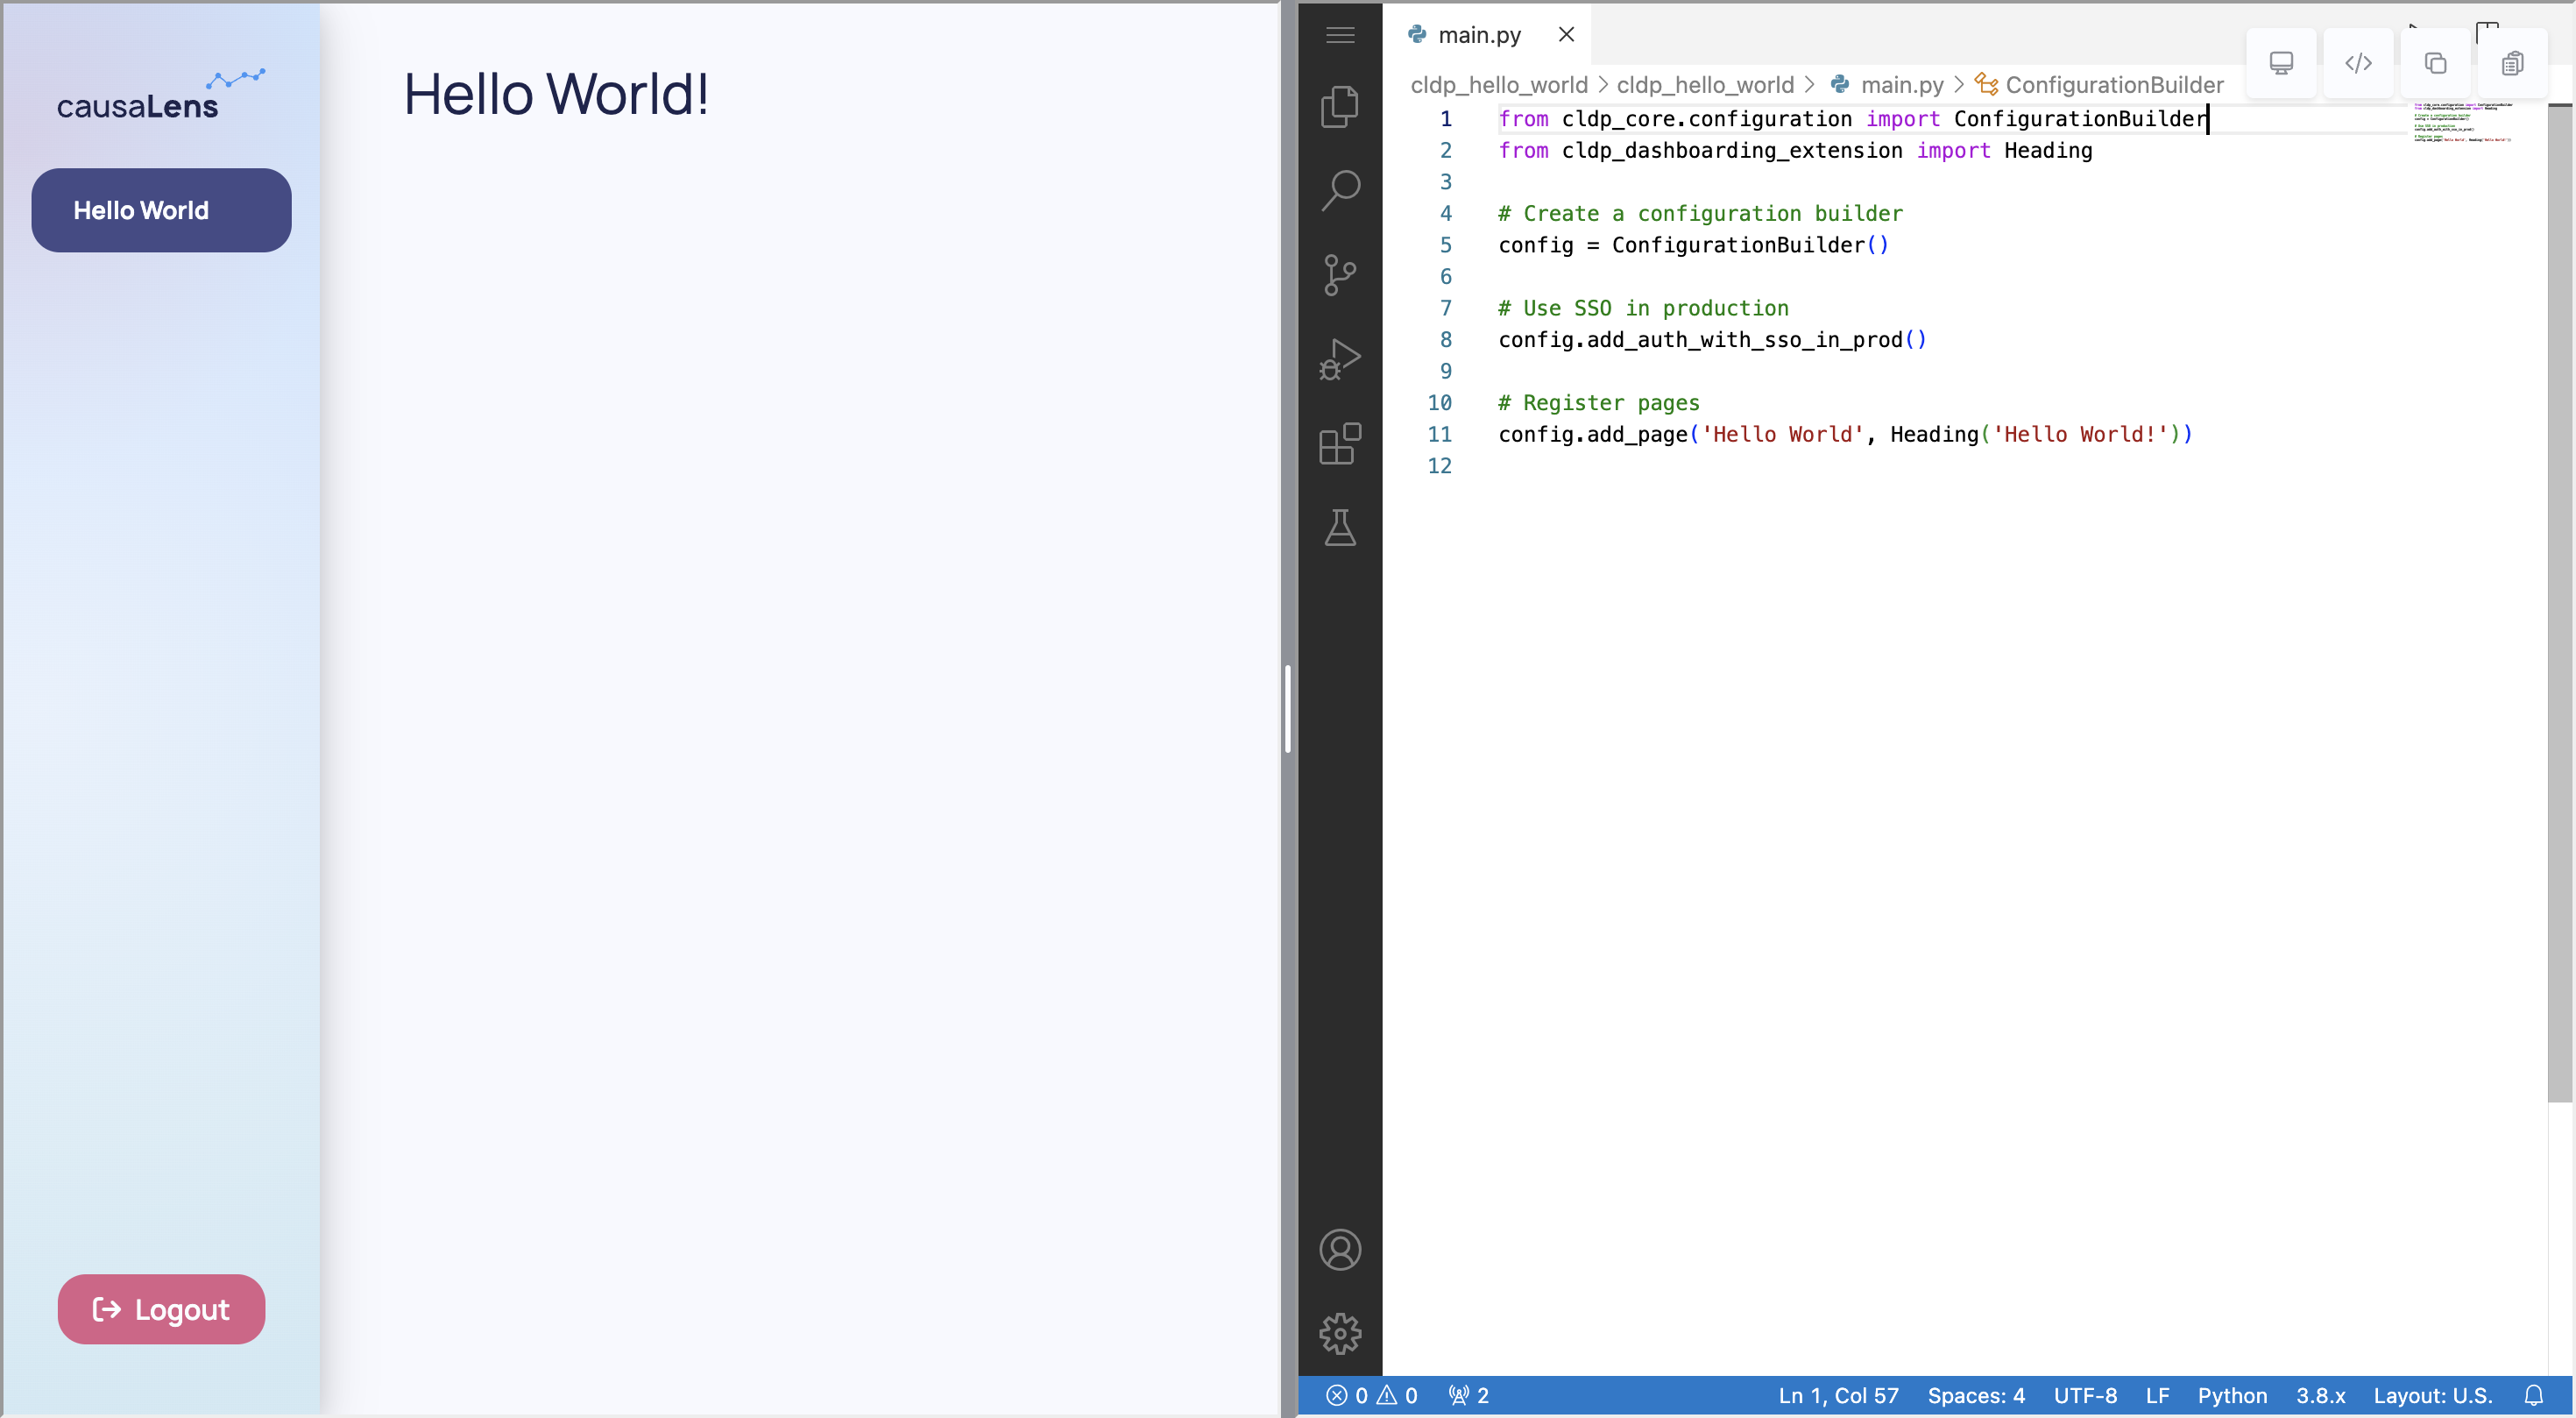 causaLens
Hello World
Logout
Hello World!
main.py
cldp_hello_world > cldp_hello_world > main.py > ConfigurationBuilder
1 from cldp_core.configuration import ConfigurationBuilder
2 from cldp_dashboarding_extension import Heading
3
4 # Create a configuration builder
5 config = ConfigurationBuilder()
6
7 # Use SSO in production
8 config.add_auth_with_sso_in_prod()
9
10 # Register pages
11 config.add_page('Hello World', Heading('Hello World!'))
12
0 0 2 Ln 1, Col 57 Spaces: 4 UTF-8 LF Python 3.8.x Layout: U.S.